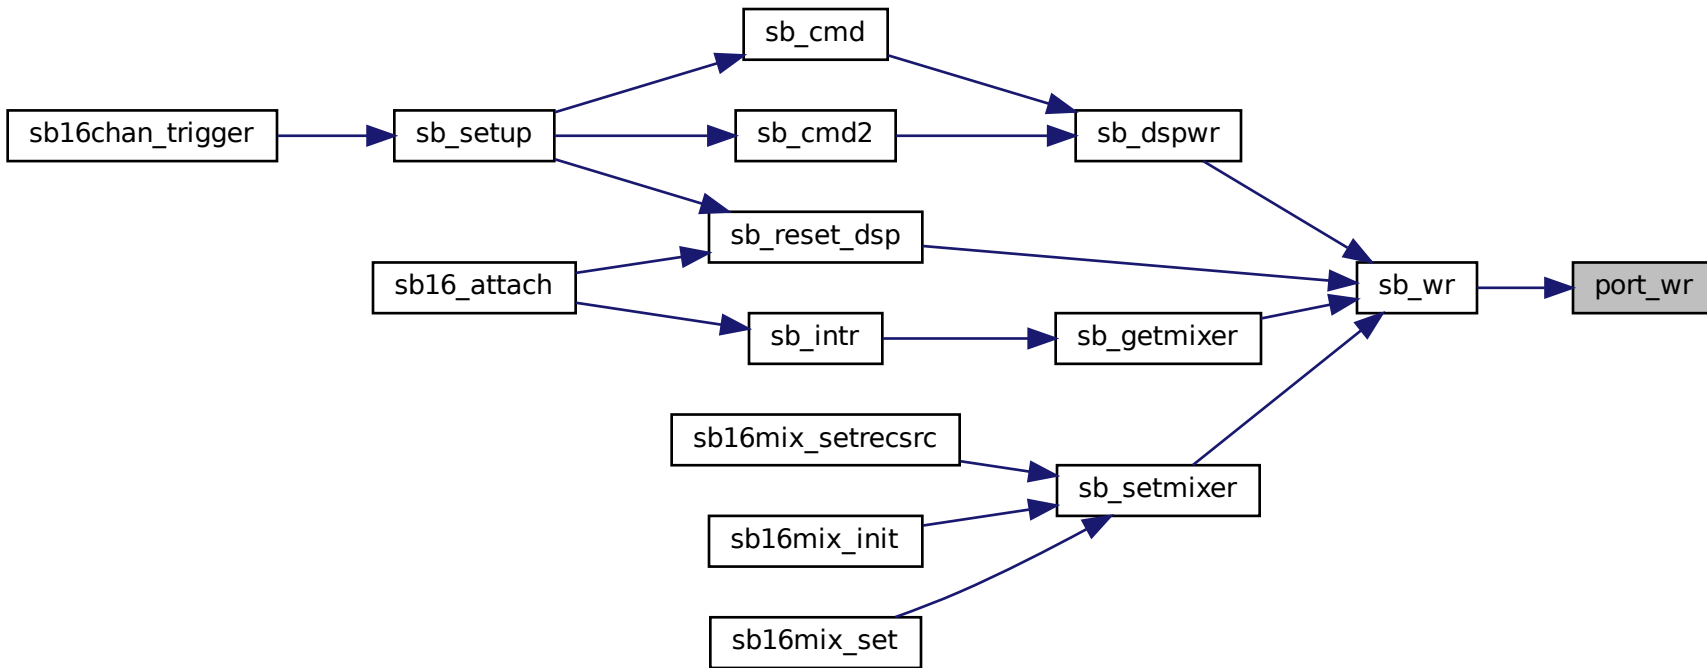 sb_cmd
sb16chan_trigger
sb_setup
sb_cmd2
sb_dspwr
sb_reset_dsp
sb16_attach
sb_wr
port_wr
sb_intr
sb_getmixer
sb16mix_setrecsrc
sb_setmixer
sb16mix_init
sb16mix_set